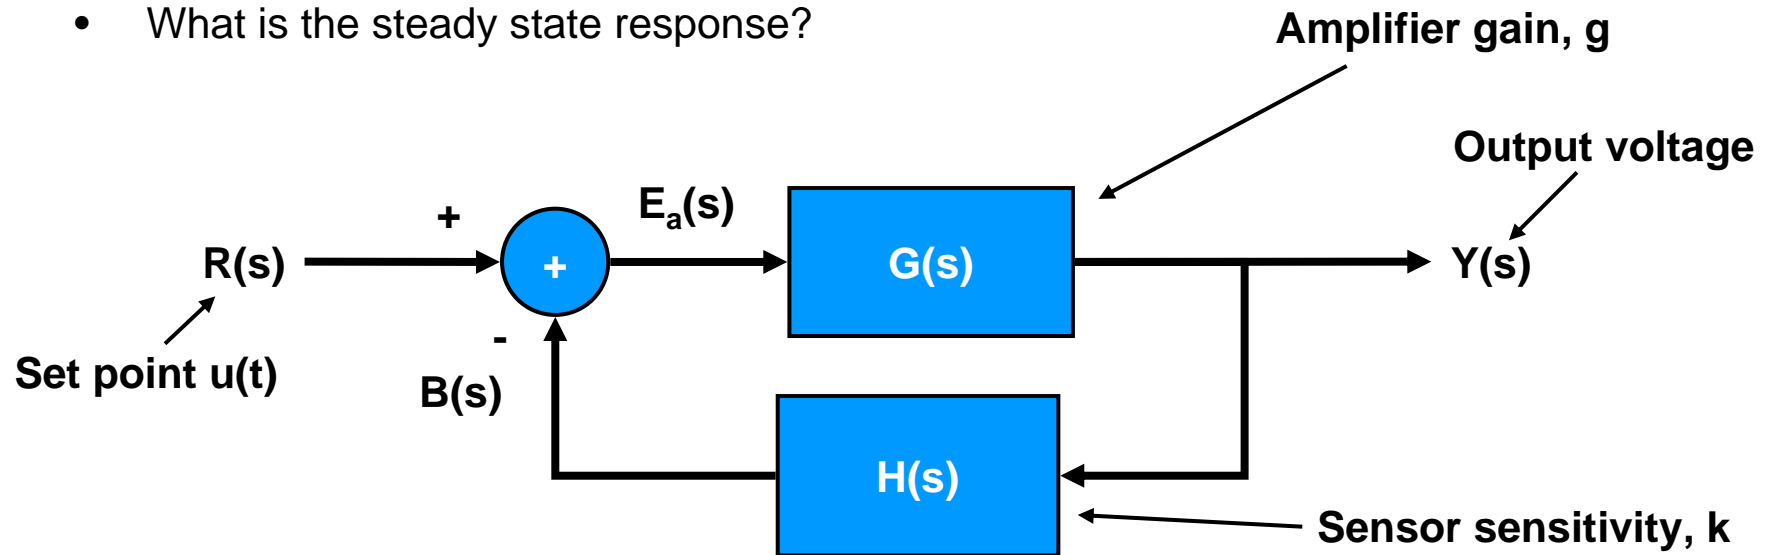 • What is the steady state response?
Amplifier gain, g
Output voltage
+ Eₐ(s)
R(s) + G(s) Y(s)
-
Set point u(t)
B(s)
H(s)
Sensor sensitivity, k